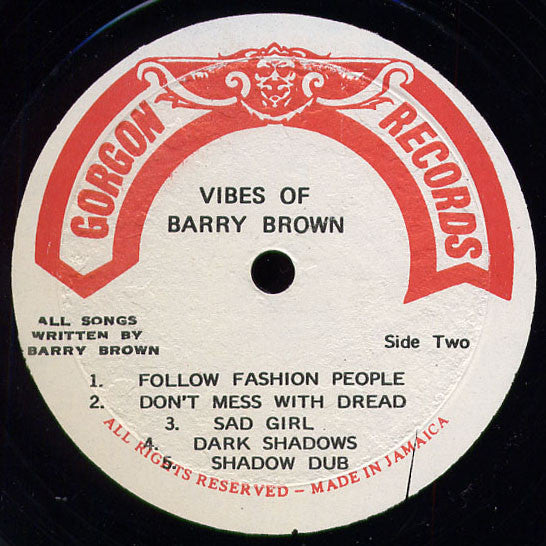 GORGON RECORDS
VIBES OF
BARRY BROWN
ALL SONGS
WRITTEN BY
BARRY BROWN
Side Two
1. FOLLOW FASHION PEOPLE
2. DON'T MESS WITH DREAD
3. SAD GIRL
4. DARK SHADOWS
5. SHADOW DUB
ALL RIGHTS RESERVED – MADE IN JAMAICA